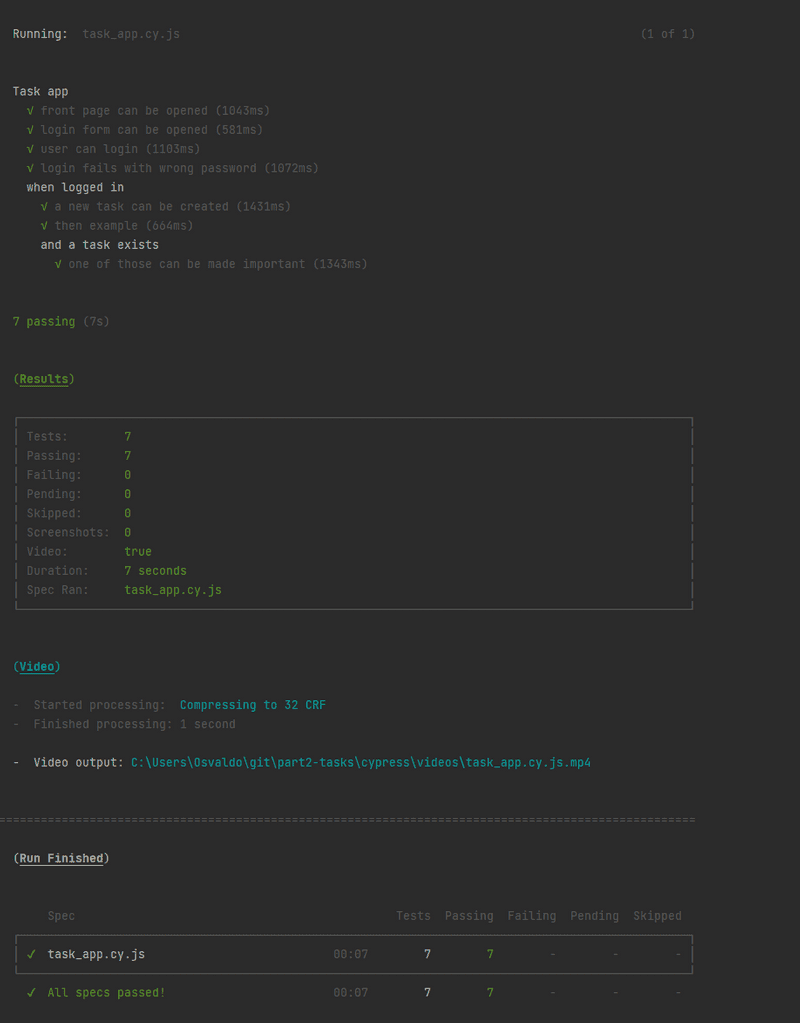 Running:  task_app.cy.js (1 of 1)
Task app
√ front page can be opened (1043ms)
√ login form can be opened (581ms)
√ user can login (1103ms)
√ login fails with wrong password (1072ms)
when logged in
√ a new task can be created (1431ms)
√ then example (664ms)
and a task exists
√ one of those can be made important (1343ms)
7 passing (7s)
(Results)
Tests: 7
Passing: 7
Failing: 0
Pending: 0
Skipped: 0
Screenshots: 0
Video: true
Duration: 7 seconds
Spec Ran: task_app.cy.js
(Video)
-  Started processing:  Compressing to 32 CRF
-  Finished processing: 1 second
-  Video output: C:\Users\Osvaldo\git\part2-tasks\cypress\videos\task_app.cy.js.mp4
====================================================================================================
(Run Finished)
Spec Tests Passing Failing Pending Skipped
✓ task_app.cy.js 00:07 7 7 - - -
✓ All specs passed! 00:07 7 7 - - -